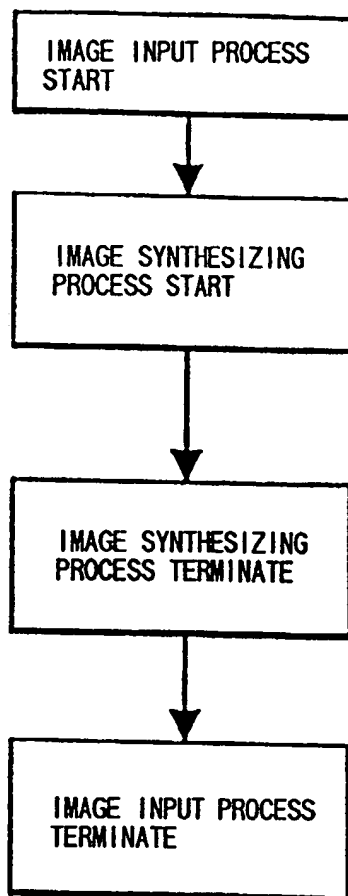 IMAGE INPUT PROCESS
START
IMAGE SYNTHESIZING
PROCESS START
IMAGE SYNTHESIZING
PROCESS TERMINATE
IMAGE INPUT PROCESS
TERMINATE